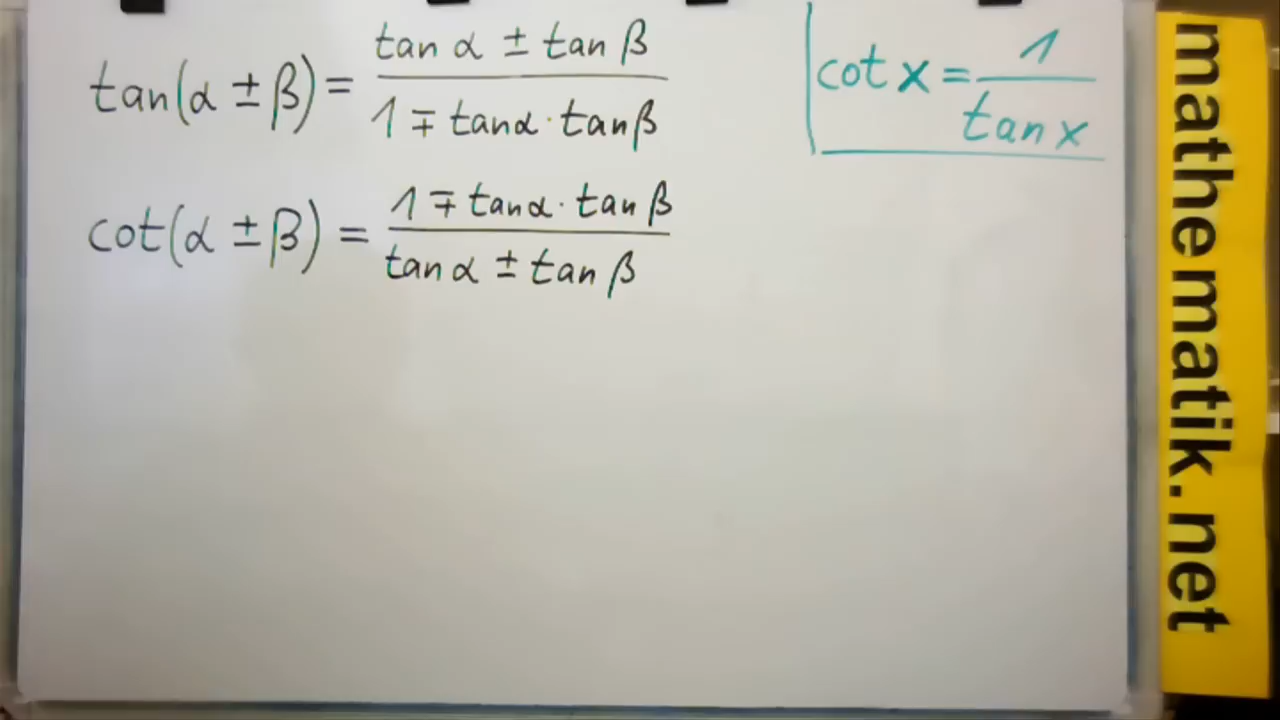 tan(α ± β) = (tan α ± tan β) / (1 ∓ tanα · tanβ)
cot x = 1 / tan x
cot(α ± β) = (1 ∓ tanα · tan β) / (tan α ± tan β)
mathematik.net